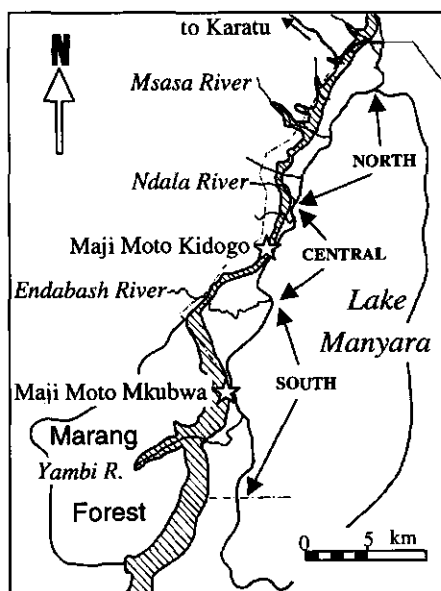 to Karatu
N
Msasa River
NORTH
Ndala River
Maji Moto Kidogo
CENTRAL
Endabash River
Lake
Manyara
SOUTH
Maji Moto Mkubwa
Marang
Yambi R.
Forest
0 5 km